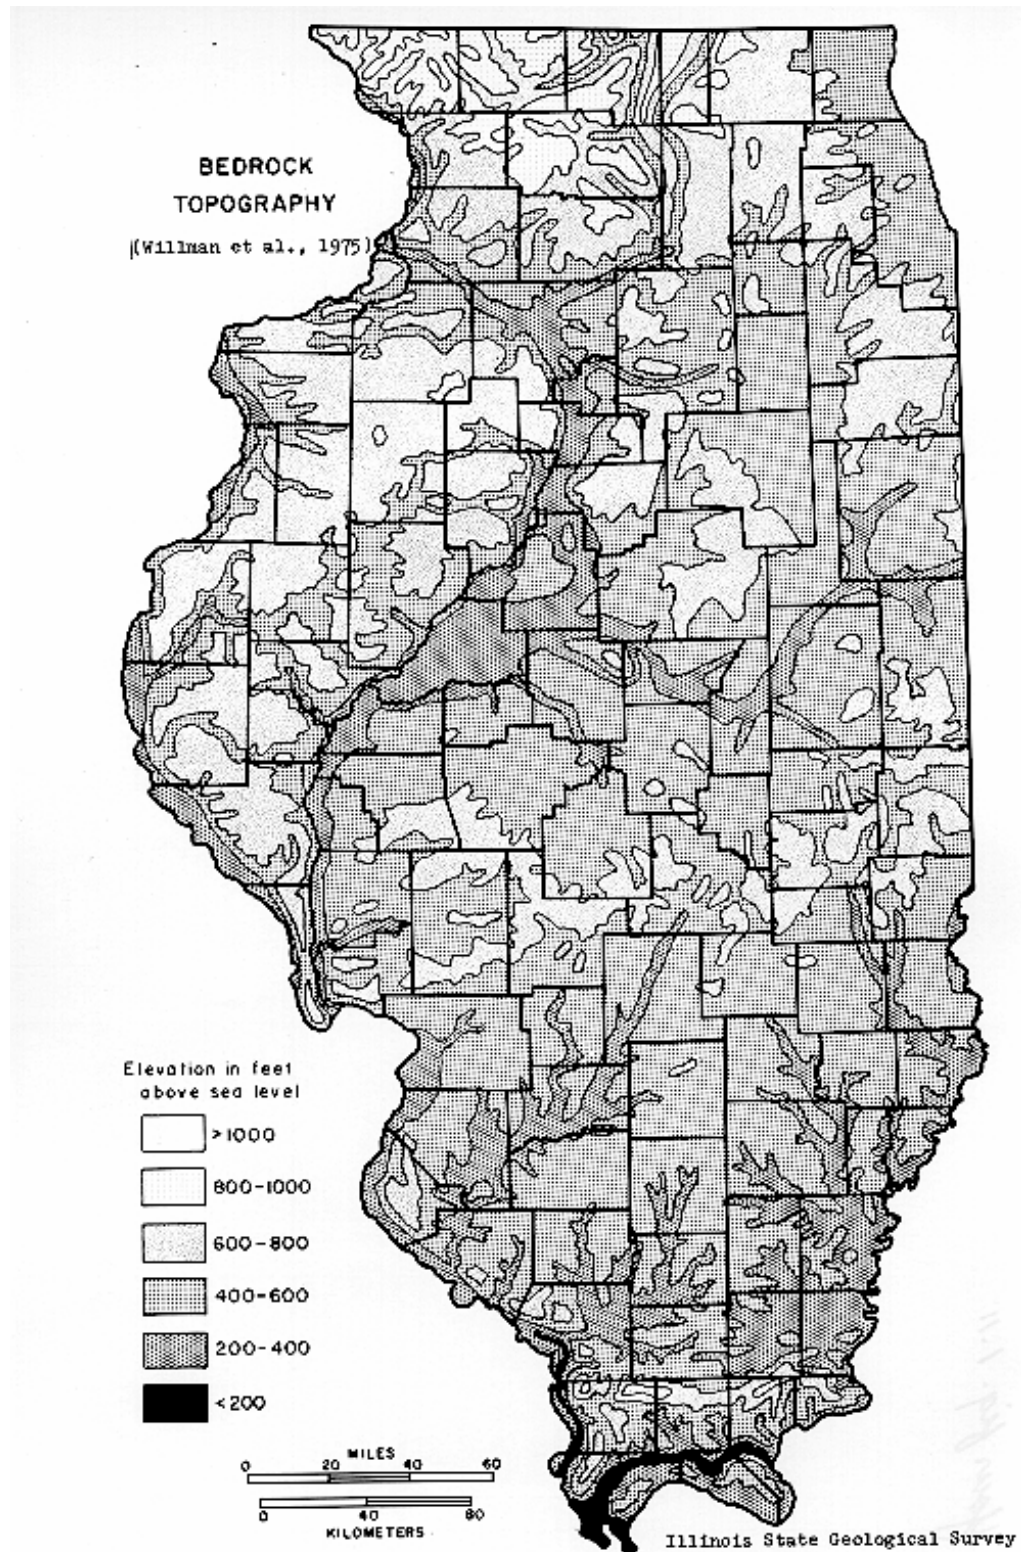 BEDROCK
TOPOGRAPHY
(Willman et al., 1975)
Elevation in feet
above sea level
>1000
800-1000
600-800
400-600
200-400
<200
MILES
0 20 40 60
0 40 80
KILOMETERS
Illinois State Geological Survey